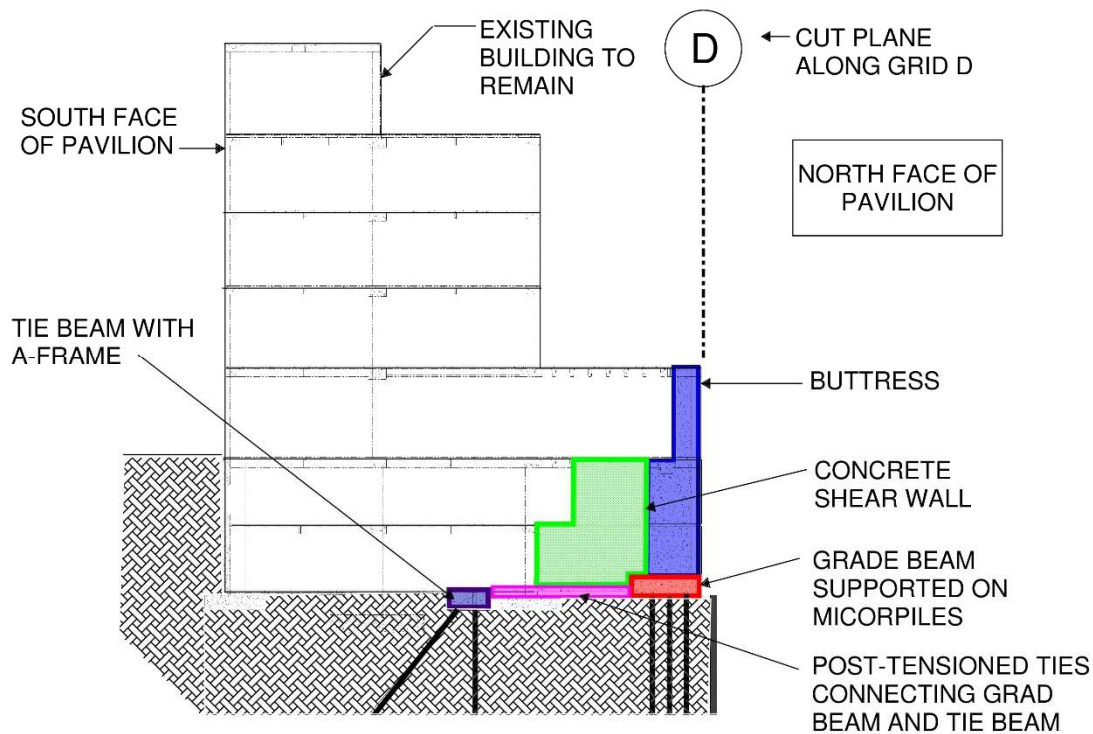 EXISTING
BUILDING TO
REMAIN
D
CUT PLANE
ALONG GRID D
SOUTH FACE
OF PAVILION
NORTH FACE OF
PAVILION
TIE BEAM WITH
A-FRAME
BUTTRESS
CONCRETE
SHEAR WALL
GRADE BEAM
SUPPORTED ON
MICORPILES
POST-TENSIONED TIES
CONNECTING GRAD
BEAM AND TIE BEAM